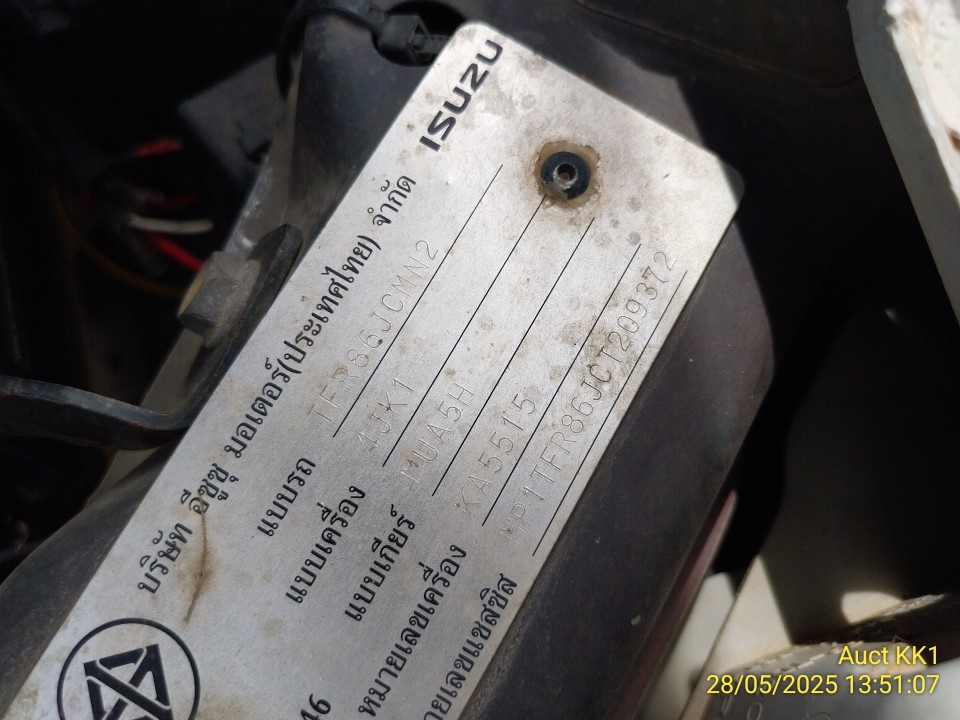 ISUZU
บริษัท อีซูซุ มอเตอร์(ประเทศไทย) จำกัด
แบบรถ TFR86JCMN2
แบบเครื่อง 4JK1
แบบเกียร์ MUA5H
หมายเลขเครื่อง XA5515
ายเลขแชสซิส MP1TFR86JCT209372
46
Auct KK1
28/05/2025 13:51:07